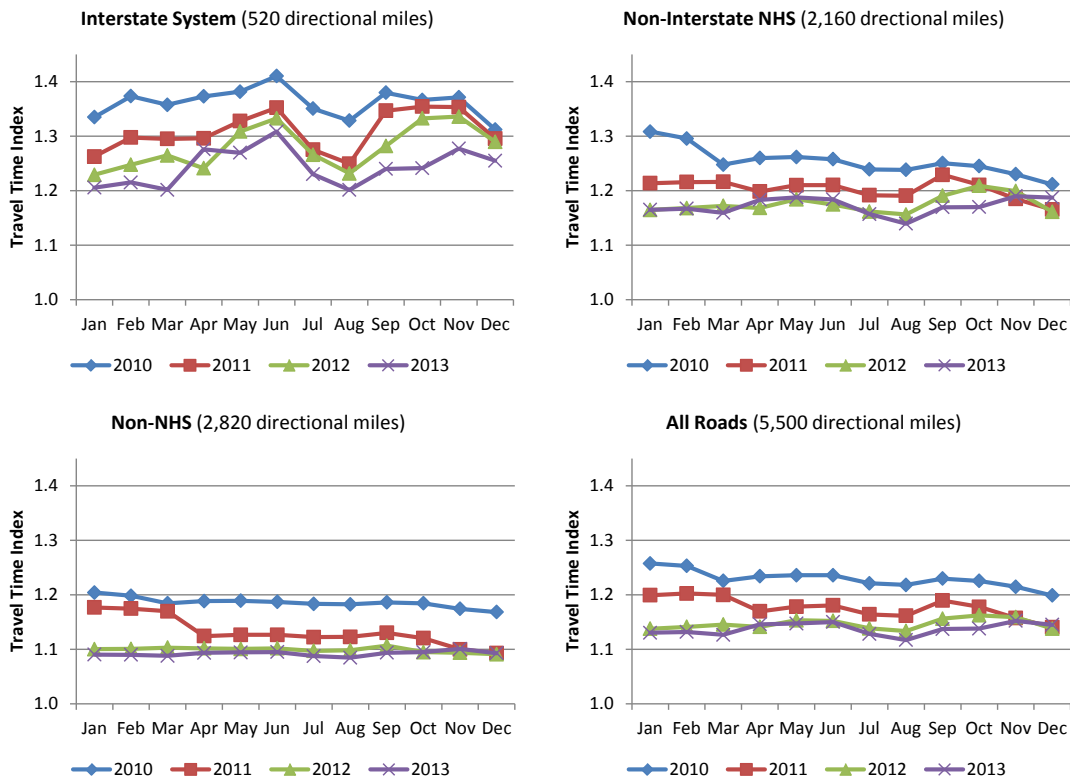 Interstate System (520 directional miles)
Travel Time Index
1.4
1.3
1.2
1.1
1.0
Jan Feb Mar Apr May Jun Jul Aug Sep Oct Nov Dec
2010 2011 2012 2013
Non-Interstate NHS (2,160 drectional miles)
Travel Time Index
1.4
1.3
1.2
1.1
1.0
Jan Feb Mar Apr May Jun Jul Aug Sep Oct Nov Dec
2010 2011 2012 2013
Non-NHS (2,820 directional miles)
Travel Time Index
1.4
1.3
1.2
1.1
1.0
Jan Feb Mar Apr May Jun Jul Aug Sep Oct Nov Dec
2010 2011 2012 2013
All Roads (5,500 directional miles)
Travel Time Index
1.4
1.3
1.2
1.1
1.0
Jan Feb Mar Apr May Jun Jul Aug Sep Oct Nov Dec
2010 2011 2012 2013